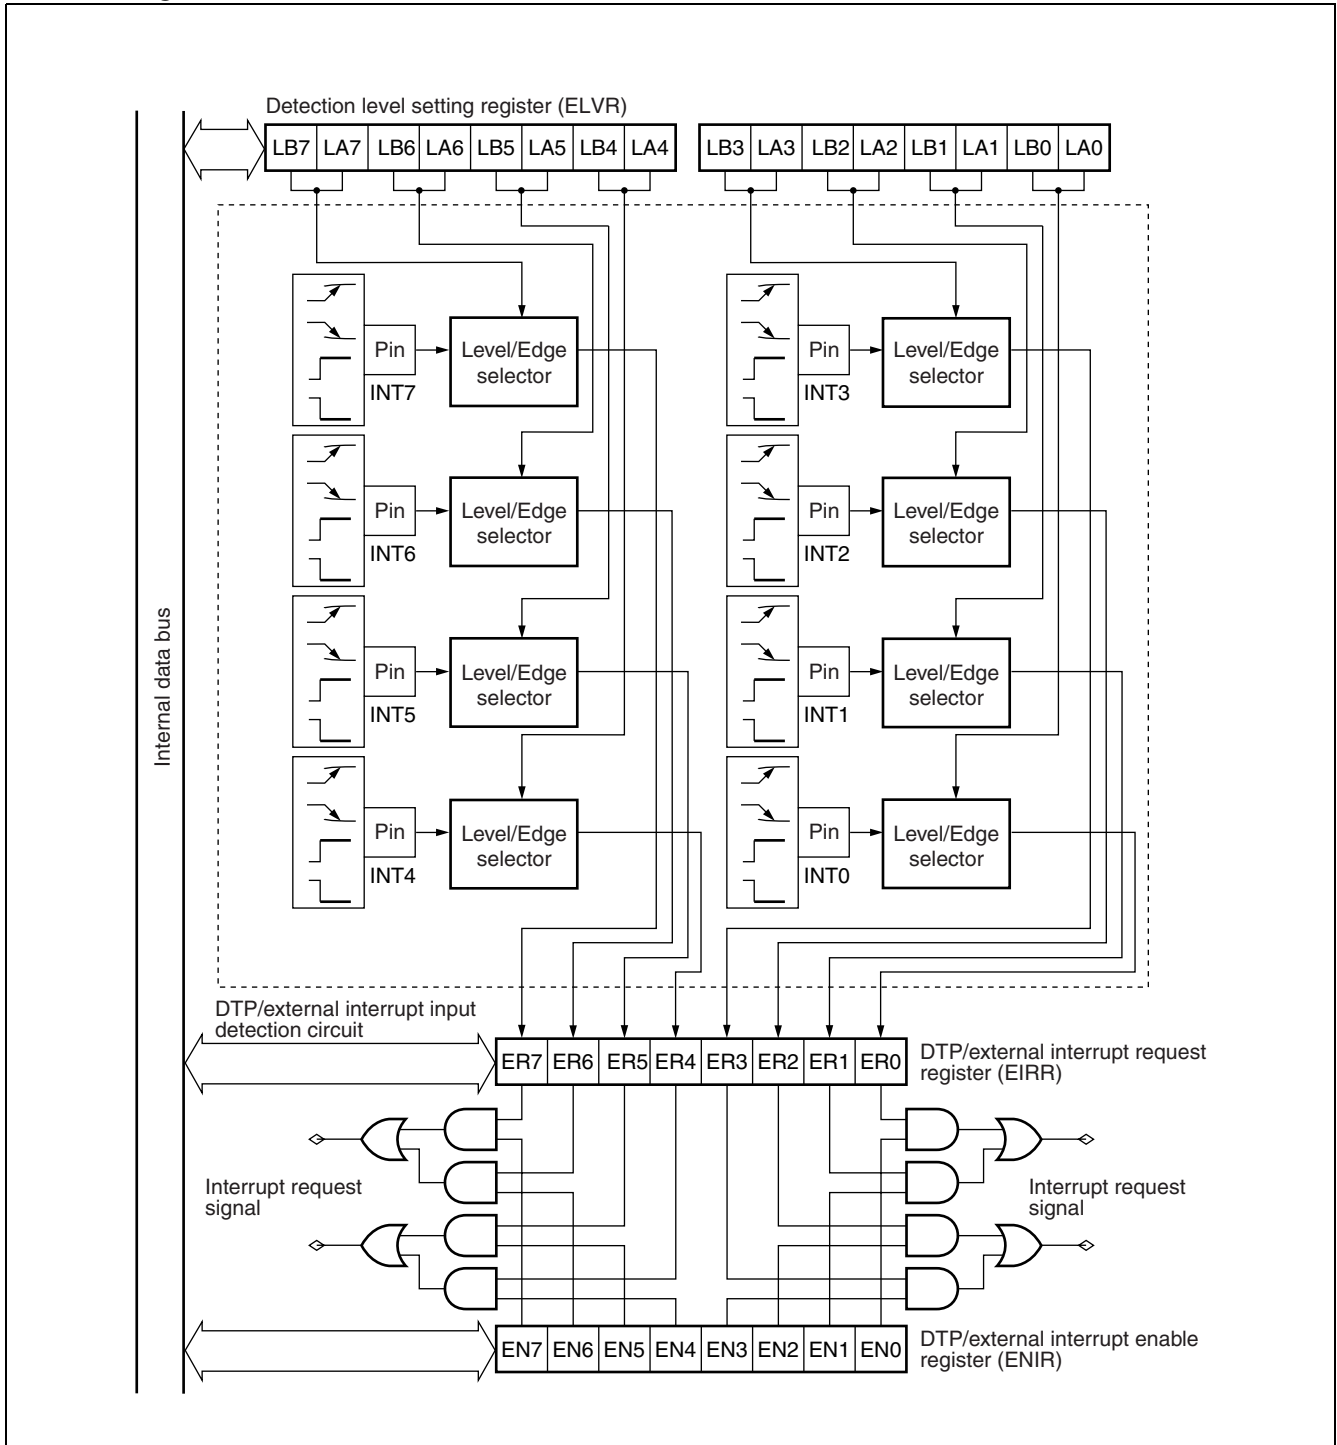 Detection level setting register (ELVR)
LB7 LA7 LB6 LA6 LB5 LA5 LB4 LA4 LB3 LA3 LB2 LA2 LB1 LA1 LB0 LA0
Pin
Level/Edge
selector
INT7
Pin
Level/Edge
selector
INT3
Pin
Level/Edge
selector
INT6
Pin
Level/Edge
selector
INT2
Internal data bus
Pin
Level/Edge
selector
INT5
Pin
Level/Edge
selector
INT1
Pin
Level/Edge
selector
INT4
Pin
Level/Edge
selector
INT0
DTP/external interrupt input
detection circuit
ER7 ER6 ER5 ER4 ER3 ER2 ER1 ER0
DTP/external interrupt request
register (EIRR)
Interrupt request
signal
Interrupt request
signal
EN7 EN6 EN5 EN4 EN3 EN2 EN1 EN0
DTP/external interrupt enable
register (ENIR)